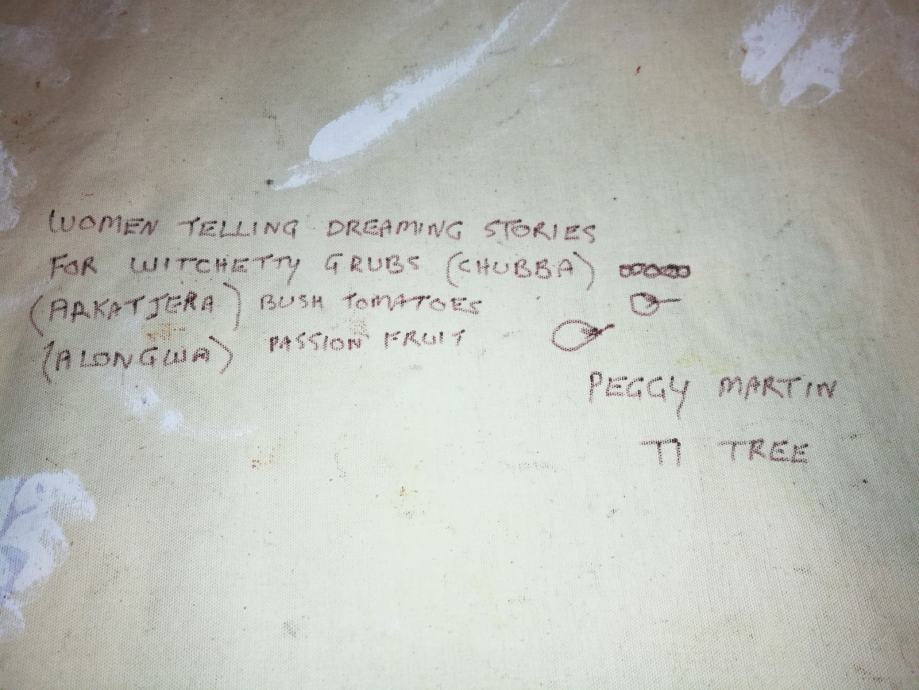 WOMEN TELLING DREAMING STORIES
FOR WITCHETTY GRUBS (CHUBBA)
(ARKATJERA) BUSH TOMATOES
(ALONGWA) PASSION FRUIT
PEGGY MARTIN
TI TREE